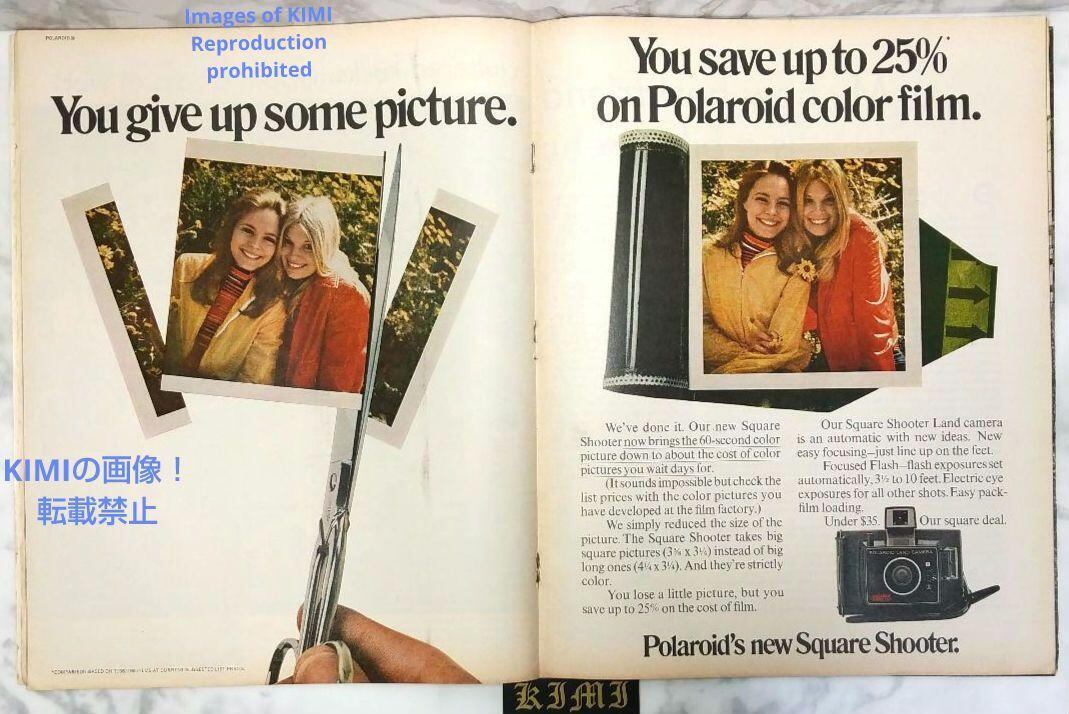 Images of KIMI
Reproduction
prohibited
POLAROID®
You give up some picture.
You save up to 25%*
on Polaroid color film.
KIMIの画像！
転載禁止
We've done it. Our new Square
Shooter now brings the 60-second color
picture down to about the cost of color
pictures you wait days for.
(It sounds impossible but check the
list prices with the color pictures you
have developed at the film factory.)
We simply reduced the size of the
picture. The Square Shooter takes big
square pictures (3⅜ x 3¼) instead of big
long ones (4¼ x 3¼). And they're strictly
color.
You lose a little picture, but you
save up to 25% on the cost of film.
Our Square Shooter Land camera
is an automatic with new ideas. New
easy focusing—just line up on the feet.
Focused Flash—flash exposures set
automatically, 3½ to 10 feet. Electric eye
exposures for all other shots. Easy pack-
film loading.
Under $35. Our square deal.
POLAROID LAND CAMERA
Polaroid's new Square Shooter.
*COMPARISON BASED ON
SUGGESTED LIST PRICES.
KIMI